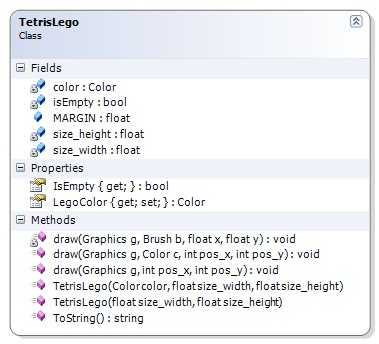 TetrisLego
Class
Fields
color : Color
isEmpty : bool
MARGIN : float
size_height : float
size_width : float
Properties
IsEmpty { get; } : bool
LegoColor { get; set; } : Color
Methods
draw(Graphics g, Brush b, float x, float y) : void
draw(Graphics g, Color c, int pos_x, int pos_y) : void
draw(Graphics g,int pos_x, int pos_y) : void
TetrisLego(Colorcolor,floatsize_width,floatsize_height)
TetrisLego(float size_width, float size_height)
ToString() : string